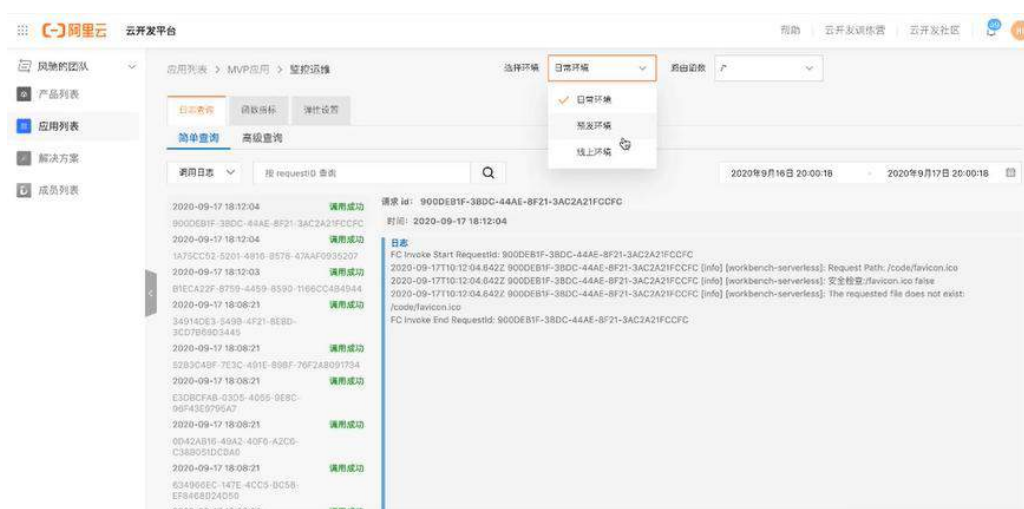 阿里云 云开发平台 帮助 云开发训练营 云开发社区
风驰的团队
产品列表
应用列表
解决方案
成员列表
应用列表 > MVP应用 > 监控运维 选择环境 日常环境 路由函数 /*
日常环境
预发环境
线上环境
日志查询 函数指标 弹性设置
简单查询 高级查询
调用日志 按 requestID 查询 2020年9月16日 20:00:18 - 2020年9月17日 20:00:18
2020-09-17 18:12:04 调用成功
900DEB1F-3BDC-44AE-8F21-3AC2A21FCCFC
2020-09-17 18:12:04 调用成功
1A75CC52-5201-4816-8578-47AAF0935207
2020-09-17 18:12:03 调用成功
B1ECA22F-8759-4459-8590-1166CC484944
2020-09-17 18:08:21 调用成功
34914DE3-5498-4F21-8EBD-
3CD7B69D3445
2020-09-17 18:08:21 调用成功
5283C4BF-7E3C-491E-898F-76F2A8091734
2020-09-17 18:08:21 调用成功
E3DBCFAB-03D5-4055-9E8C-
96F43E9795A7
2020-09-17 18:08:21 调用成功
0D42AB16-49A2-40F6-A2C6-
C38B051DCBA0
2020-09-17 18:08:21 调用成功
634966EC-147E-4CC5-BC58-
EF8468D24D50
请求 id: 900DEB1F-3BDC-44AE-8F21-3AC2A21FCCFC
时间: 2020-09-17 18:12:04
日志
FC Invoke Start RequestId: 900DEB1F-3BDC-44AE-8F21-3AC2A21FCCFC
2020-09-17T10:12:04.642Z 900DEB1F-3BDC-44AE-8F21-3AC2A21FCCFC [info] [workbench-serverless]: Request Path: /code/favicon.ico
2020-09-17T10:12:04.642Z 900DEB1F-3BDC-44AE-8F21-3AC2A21FCCFC [info] [workbench-serverless]: 安全检查:/favicon.ico false
2020-09-17T10:12:04.642Z 900DEB1F-3BDC-44AE-8F21-3AC2A21FCCFC [info] [workbench-serverless]: The requested file does not exist:
/code/favicon.ico
FC Invoke End RequestId: 900DEB1F-3BDC-44AE-8F21-3AC2A21FCCFC